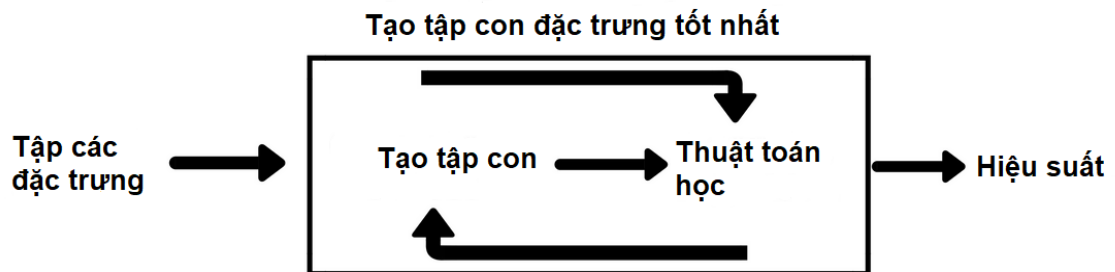 Tạo tập con đặc trưng tốt nhất
Tập các
đặc trưng
Tạo tập con
Thuật toán
học
Hiệu suất